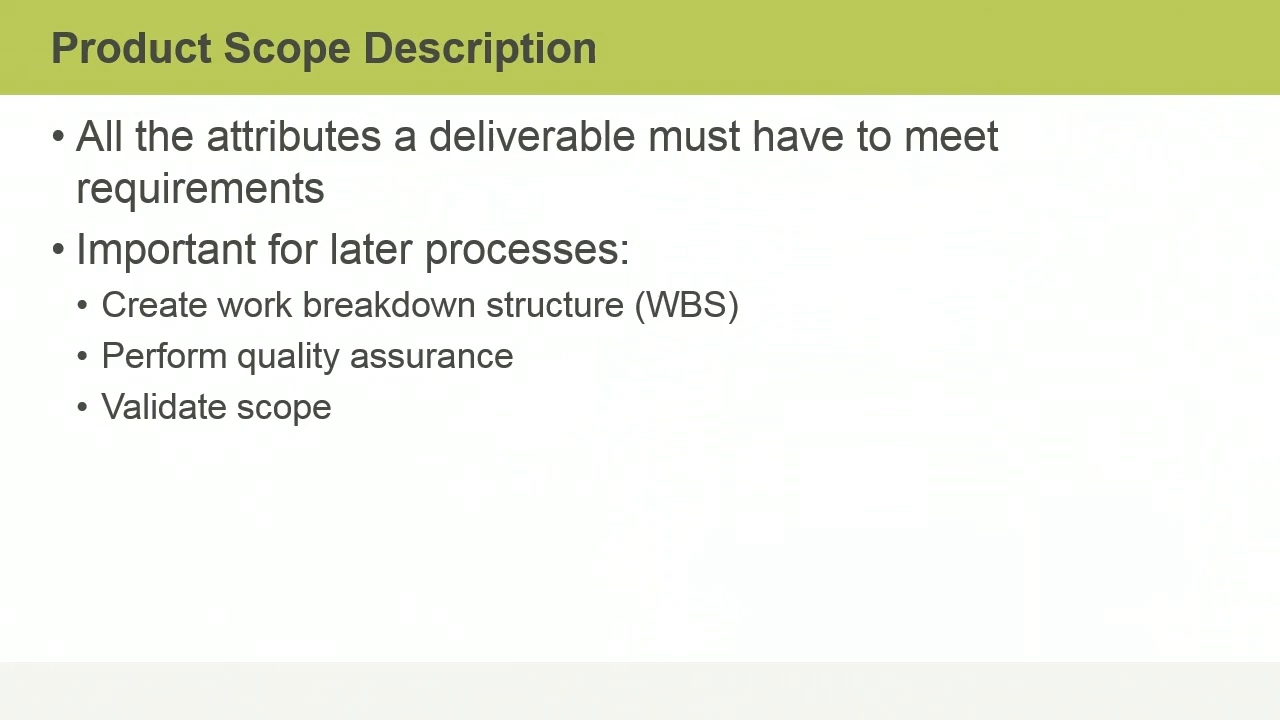 Product Scope Description
• All the attributes a deliverable must have to meet
requirements
• Important for later processes:
• Create work breakdown structure (WBS)
• Perform quality assurance
• Validate scope